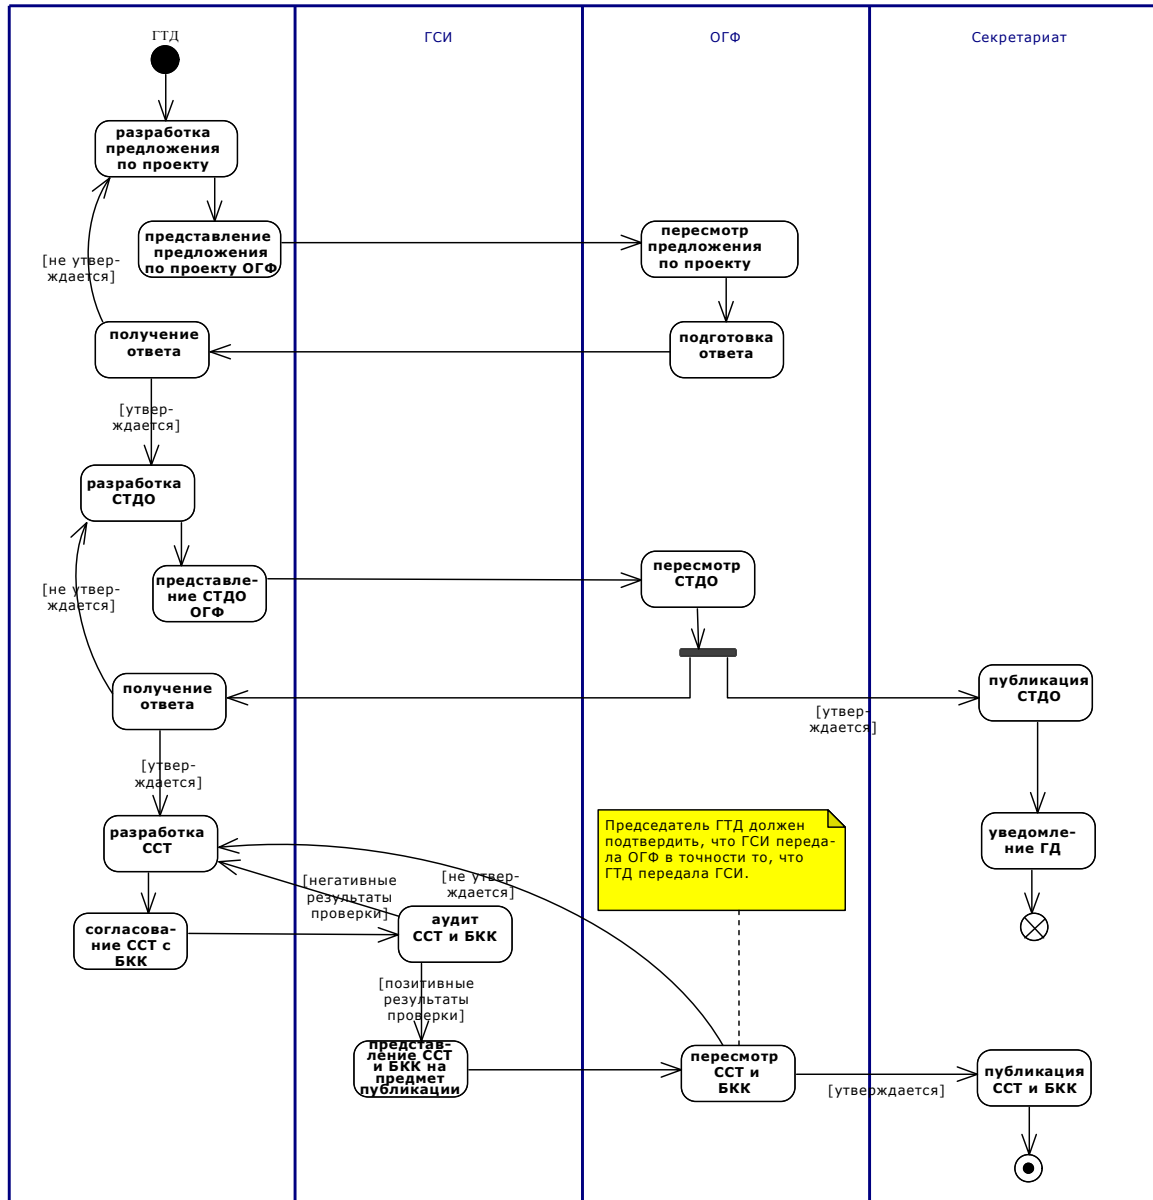 ГТД
ГСИ
ОГФ
Секретариат
разработка
предложения
по проекту
представление
предложения
по проекту ОГФ
пересмотр
предложения
по проекту
[не утвер-
ждается]
получение
ответа
подготовка
ответа
[утвер-
ждается]
разработка
СТДО
[не утвер-
ждается]
представле-
ние СТДО
ОГФ
пересмотр
СТДО
получение
ответа
публикация
СТДО
[утвер-
ждается]
[утвер-
ждается]
разработка
ССТ
Председатель ГТД должен
подтвердить, что ГСИ переда-
ла ОГФ в точности то, что
ГТД передала ГСИ.
уведомле-
ние ГД
[негативные
результаты
проверки]
[не утвер-
ждается]
согласова-
ние ССТ с
БКК
аудит
ССТ и БКК
[позитивные
результаты
проверки]
представ-
ление ССТ
и БКК на
предмет
публикации
пересмотр
ССТ и
БКК
[утверждается]
публикация
ССТ и БКК